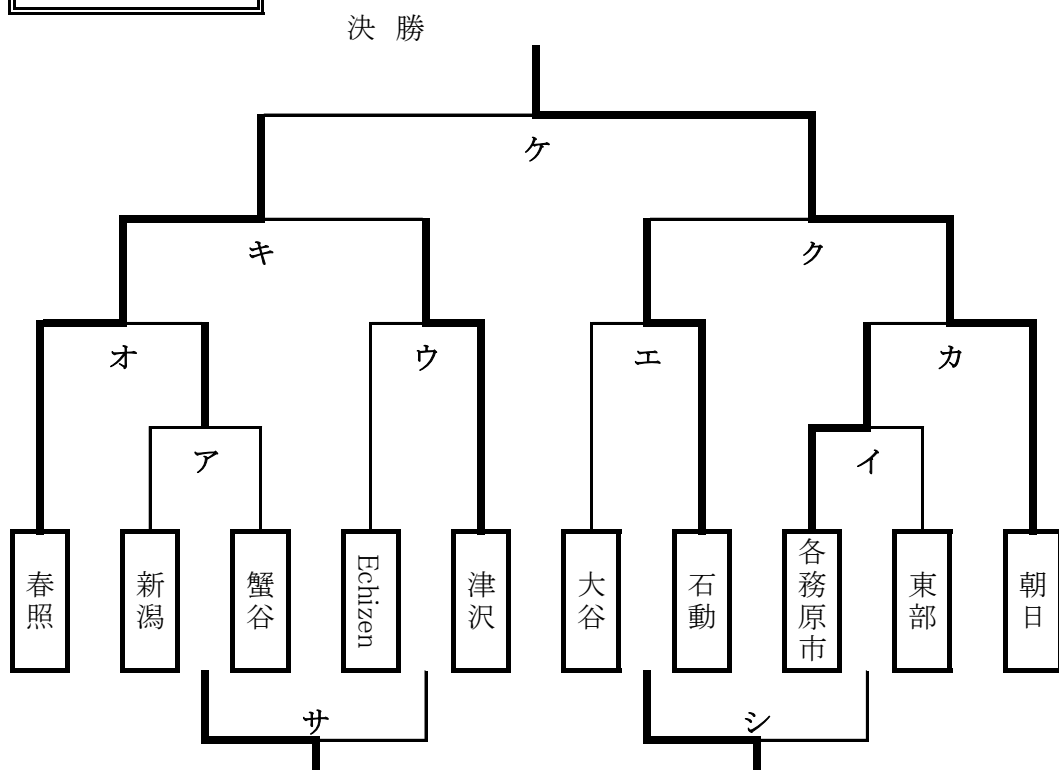 決 勝
ケ
キ
ク
オ
ウ
エ
カ
ア
イ
春照
新潟
蟹谷
Echizen
津沢
大谷
石動
各務原市
東部
朝日
サ
シ